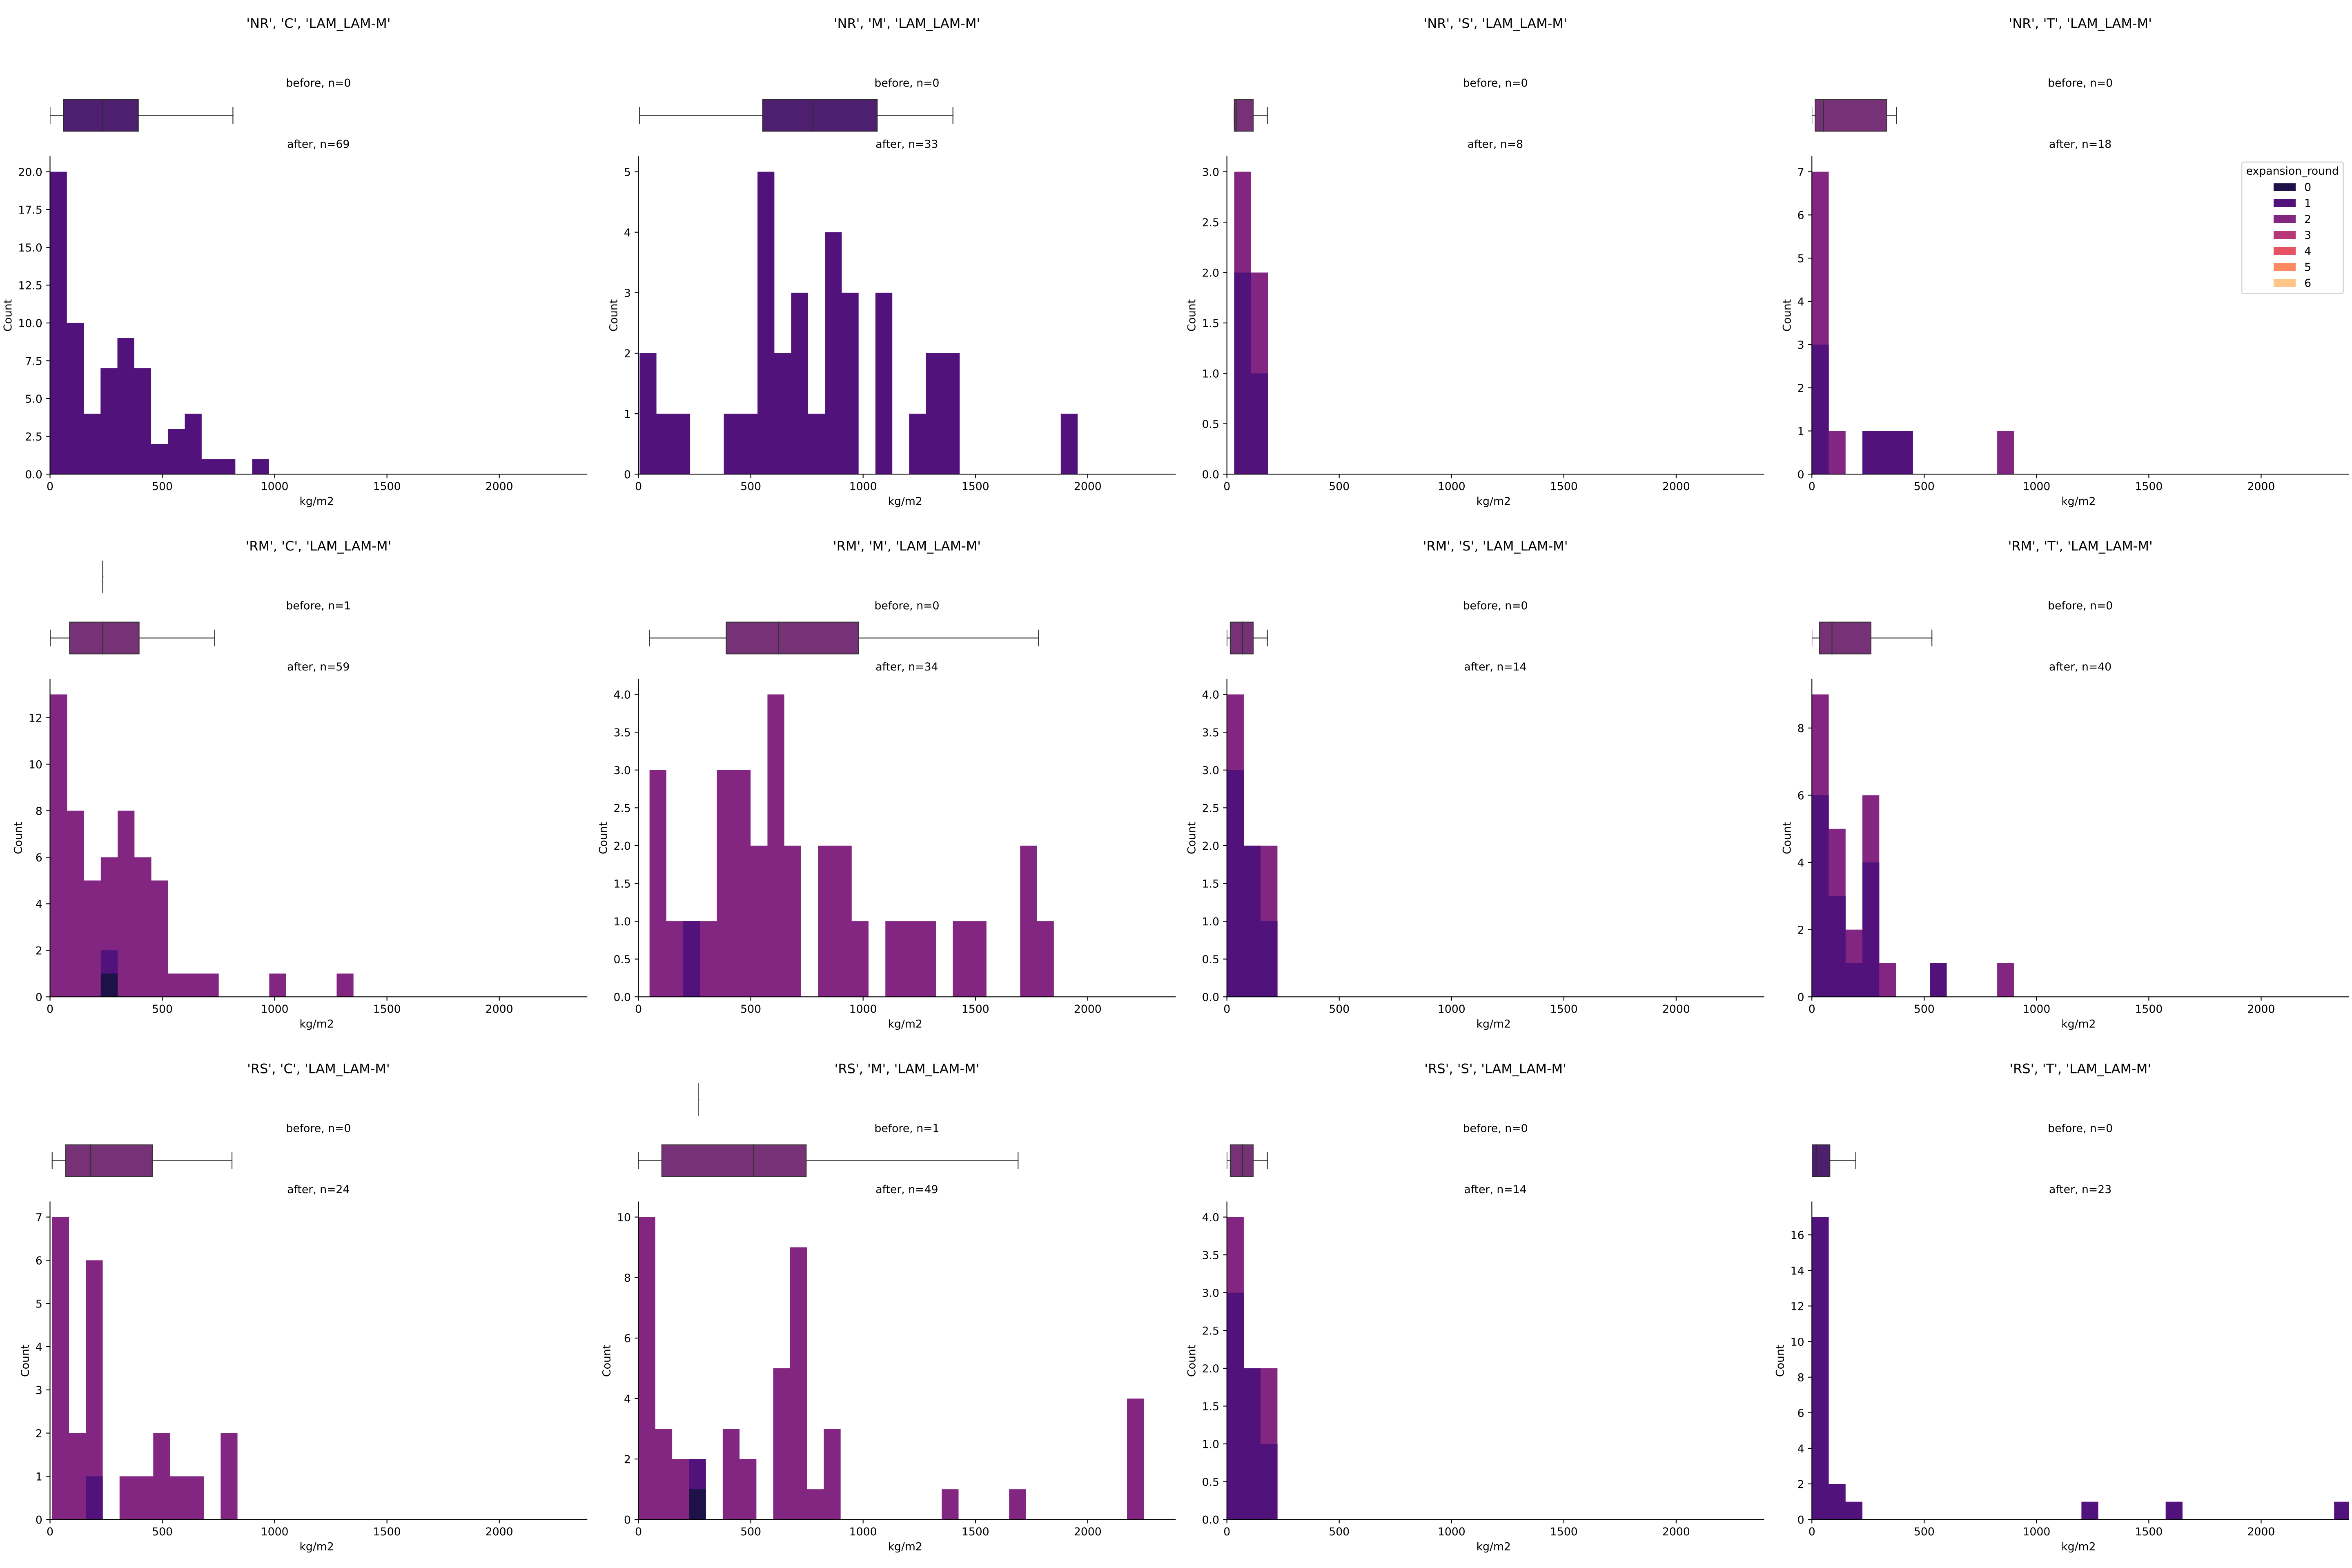 'NR', 'C', 'LAM_LAM-M'
before, n=0
after, n=69
20.0
17.5
15.0
12.5
10.0
7.5
5.0
2.5
0.0
Count
0 500 1000 1500 2000
kg/m2
'NR', 'M', 'LAM_LAM-M'
before, n=0
after, n=33
5
4
3
2
1
0
Count
0 500 1000 1500 2000
kg/m2
'NR', 'S', 'LAM_LAM-M'
before, n=0
after, n=8
3.0
2.5
2.0
1.5
1.0
0.5
0.0
Count
0 500 1000 1500 2000
kg/m2
'NR', 'T', 'LAM_LAM-M'
before, n=0
after, n=18
7
6
5
4
3
2
1
0
Count
0 500 1000 1500 2000
kg/m2
expansion_round
0
1
2
3
4
5
6
'RM', 'C', 'LAM_LAM-M'
before, n=1
after, n=59
12
10
8
6
4
2
0
Count
0 500 1000 1500 2000
kg/m2
'RM', 'M', 'LAM_LAM-M'
before, n=0
after, n=34
4.0
3.5
3.0
2.5
2.0
1.5
1.0
0.5
0.0
Count
0 500 1000 1500 2000
kg/m2
'RM', 'S', 'LAM_LAM-M'
before, n=0
after, n=14
4.0
3.5
3.0
2.5
2.0
1.5
1.0
0.5
0.0
Count
0 500 1000 1500 2000
kg/m2
'RM', 'T', 'LAM_LAM-M'
before, n=0
after, n=40
8
6
4
2
0
Count
0 500 1000 1500 2000
kg/m2
'RS', 'C', 'LAM_LAM-M'
before, n=0
after, n=24
7
6
5
4
3
2
1
0
Count
0 500 1000 1500 2000
kg/m2
'RS', 'M', 'LAM_LAM-M'
before, n=1
after, n=49
10
8
6
4
2
0
Count
0 500 1000 1500 2000
kg/m2
'RS', 'S', 'LAM_LAM-M'
before, n=0
after, n=14
4.0
3.5
3.0
2.5
2.0
1.5
1.0
0.5
0.0
Count
0 500 1000 1500 2000
kg/m2
'RS', 'T', 'LAM_LAM-M'
before, n=0
after, n=23
16
14
12
10
8
6
4
2
0
Count
0 500 1000 1500 2000
kg/m2